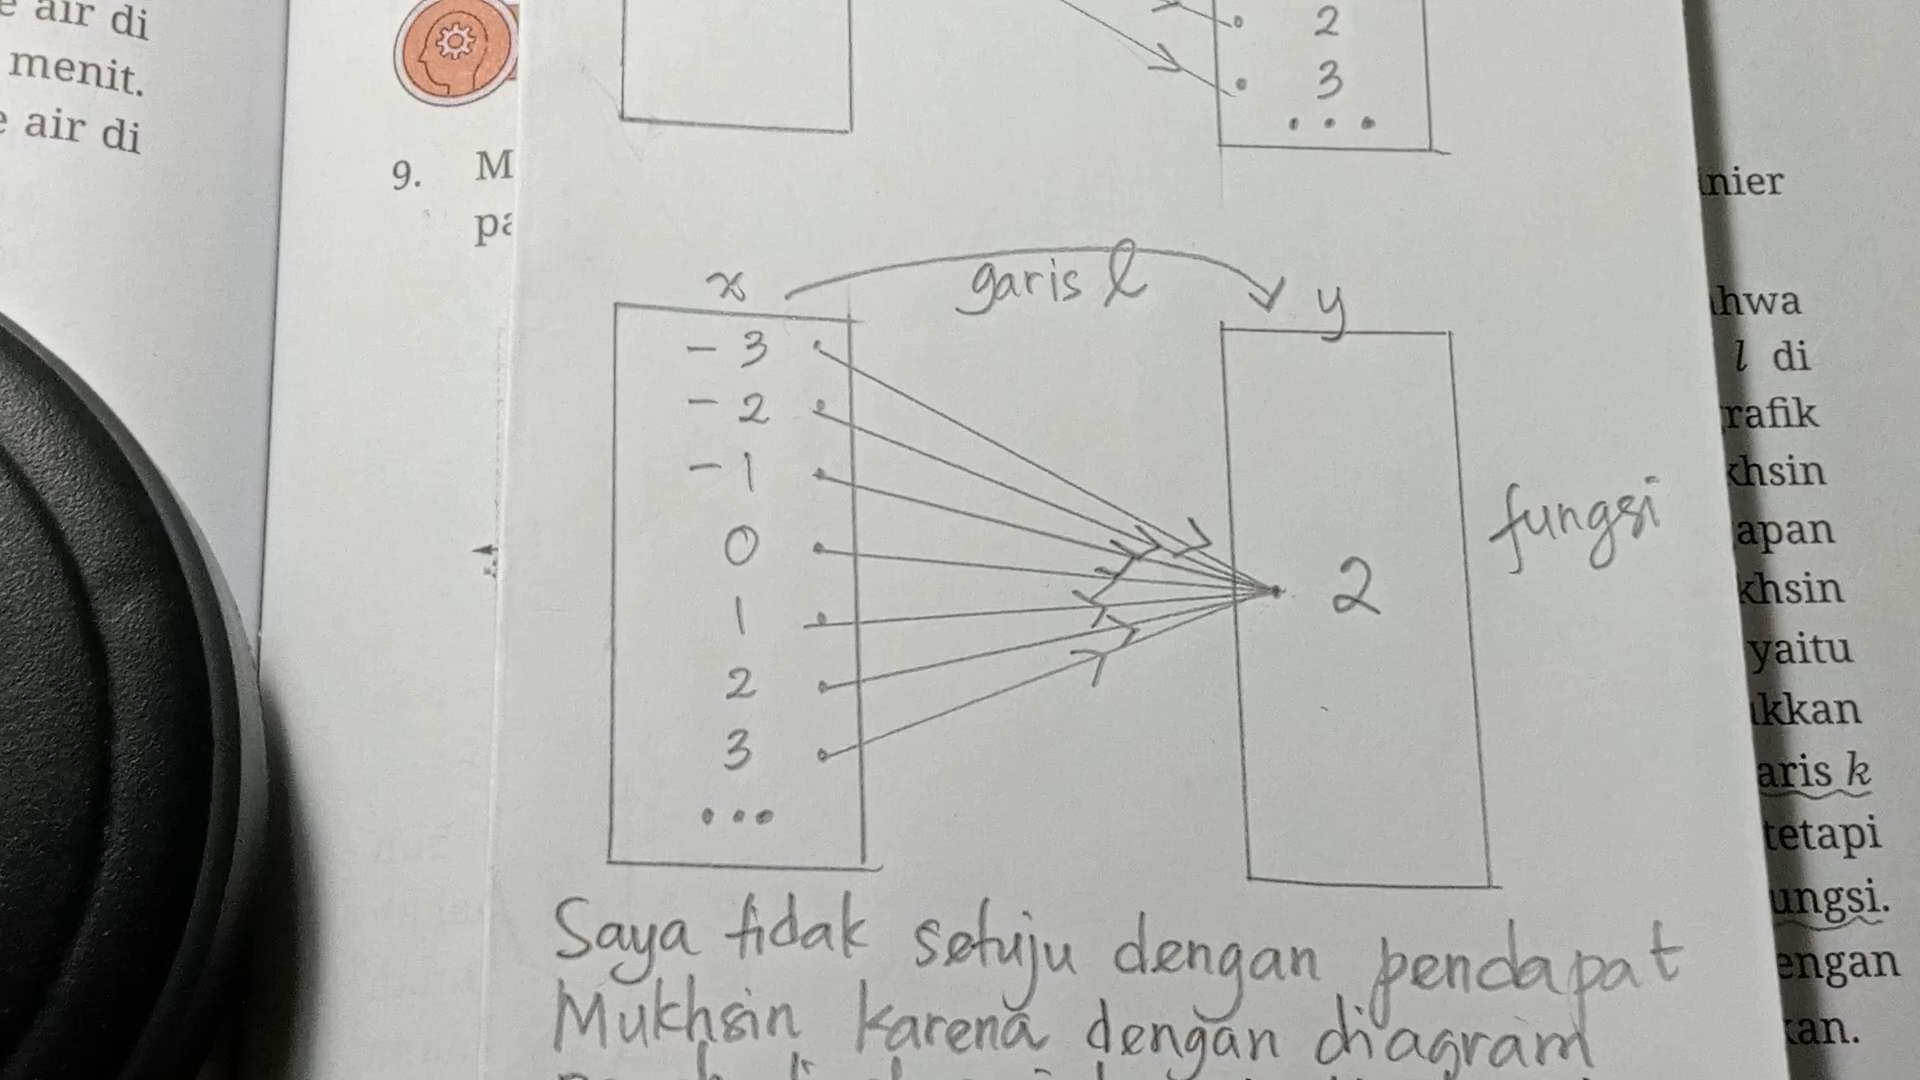 air di
menit.
air di
2
3
...
9. M
nier
x garis l y
-3
-2
-1
0
1
2
3
...
2
fungsi
hwa
l di
rafik
hsin
apan
khsin
yaitu
kkan
aris k
tetapi
ungsi.
engan
kan.
Saya tidak setuju dengan pendapat
Mukhsin karena dengan diagram